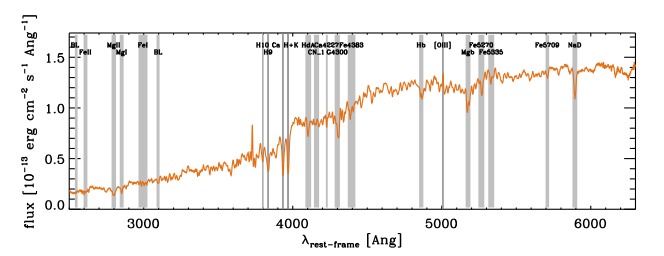 BL MgII FeI H10 Ca H+K HdA Ca4227 Fe4383 Hb [OIII] Fe5270 Fe5709 NaD
FeII MgI BL H9 CN_1 G4300 Mgb Fe5335
1.5
1.0
0.5
0.0
3000 4000 5000 6000
λrest-frame [Ang]
flux [10⁻¹³ erg cm⁻² s⁻¹ Ang⁻¹]